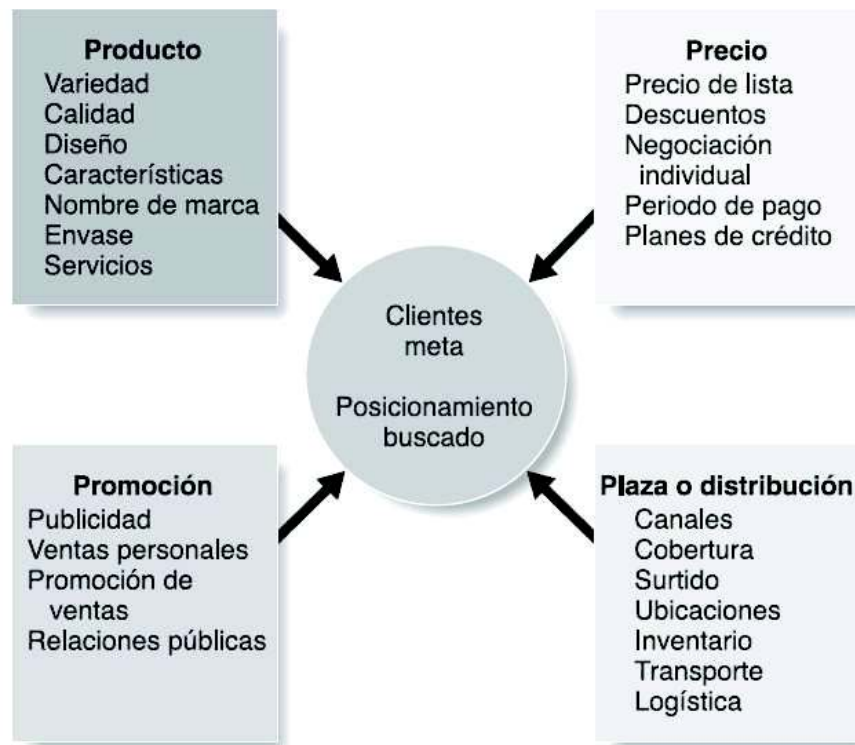 Producto
Variedad
Calidad
Diseño
Características
Nombre de marca
Envase
Servicios
Precio
Precio de lista
Descuentos
Negociación
individual
Periodo de pago
Planes de crédito
Clientes
meta
Posicionamiento
buscado
Promoción
Publicidad
Ventas personales
Promoción de
ventas
Relaciones públicas
Plaza o distribución
Canales
Cobertura
Surtido
Ubicaciones
Inventario
Transporte
Logística